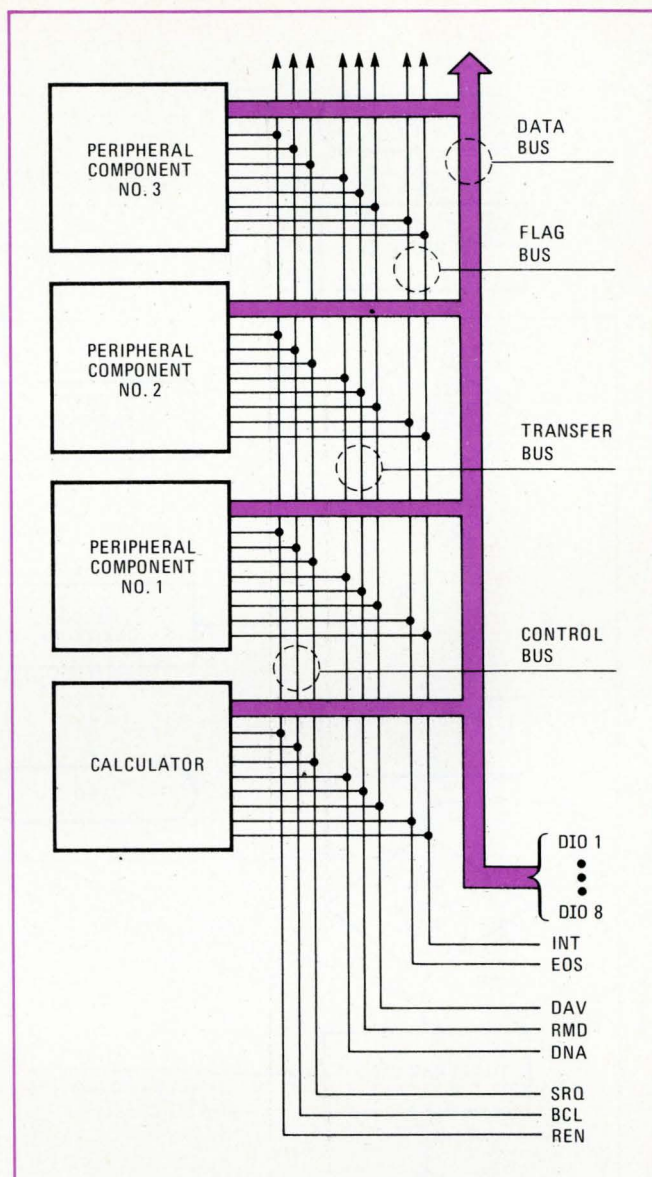 PERIPHERAL
COMPONENT
NO. 3
DATA
BUS
FLAG
BUS
PERIPHERAL
COMPONENT
NO. 2
TRANSFER
BUS
PERIPHERAL
COMPONENT
NO. 1
CONTROL
BUS
CALCULATOR
DIO 1
DIO 8
INT
EOS
DAV
RMD
DNA
SRQ
BCL
REN